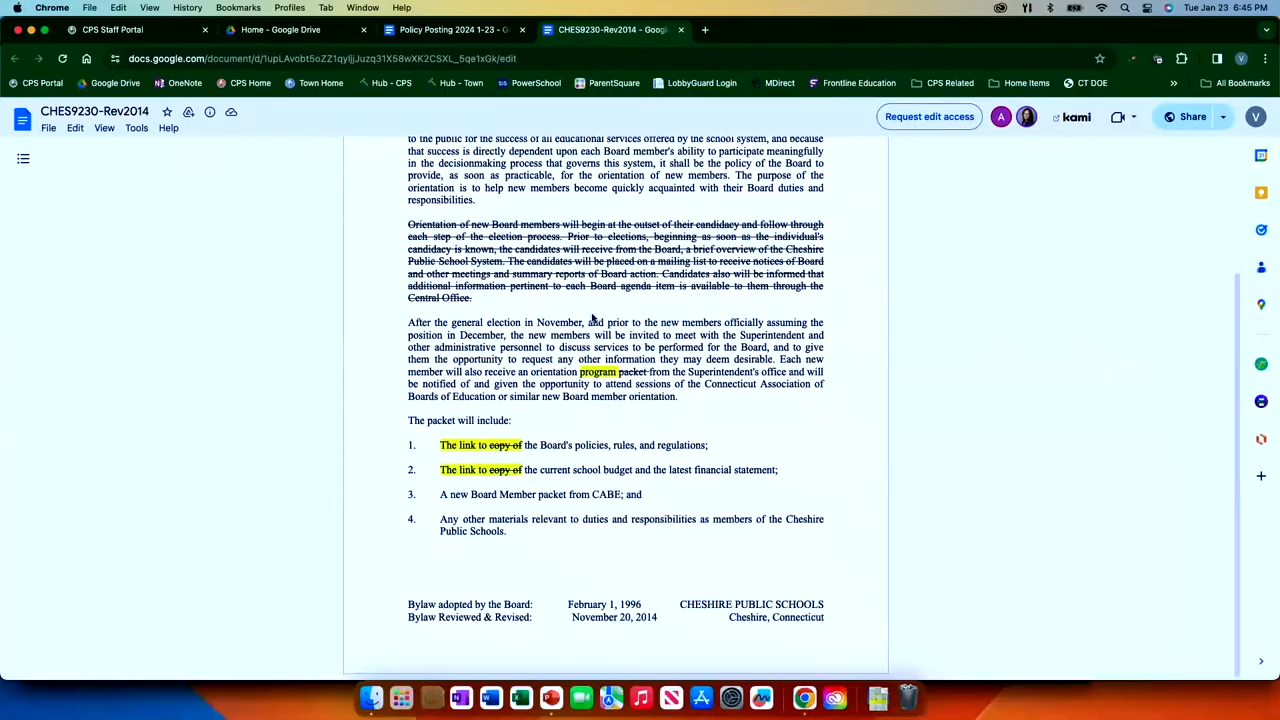 Chrome File Edit View History Bookmarks Profiles Tab Window Help Tue Jan 23 6:45 PM
CPS Staff Portal Home - Google Drive Policy Posting 2024 1-23 - G CHES9230-Rev2014 - Goog
docs.google.com/document/d/1upLAvobt5oZZ1qyljjJuzq31X58wXK2CSXL_5qe1xGk/edit
CPS Portal Google Drive OneNote CPS Home Town Home Hub - CPS Hub - Town PowerSchool ParentSquare LobbyGuard Login MDirect Frontline Education CPS Related Home Items CT DOE All Bookmarks
CHES9230-Rev2014
File Edit View Tools Help
Request edit access A kami Share V
to the public for the success of all educational services offered by the school system, and because
that success is directly dependent upon each Board member's ability to participate meaningfully
in the decisionmaking process that governs this system, it shall be the policy of the Board to
provide, as soon as practicable, for the orientation of new members. The purpose of the
orientation is to help new members become quickly acquainted with their Board duties and
responsibilities.
Orientation of new Board members will begin at the outset of their candidacy and follow through
each step of the election process. Prior to elections, beginning as soon as the individual's
candidacy is known, the candidates will receive from the Board, a brief overview of the Cheshire
Public School System. The candidates will be placed on a mailing list to receive notices of Board
and other meetings and summary reports of Board action. Candidates also will be informed that
additional information pertinent to each Board agenda item is available to them through the
Central Office.
After the general election in November, and prior to the new members officially assuming the
position in December, the new members will be invited to meet with the Superintendent and
other administrative personnel to discuss services to be performed for the Board, and to give
them the opportunity to request any other information they may deem desirable. Each new
member will also receive an orientation program packet from the Superintendent's office and will
be notified of and given the opportunity to attend sessions of the Connecticut Association of
Boards of Education or similar new Board member orientation.
The packet will include:
1. The link to copy of the Board's policies, rules, and regulations;
2. The link to copy of the current school budget and the latest financial statement;
3. A new Board Member packet from CABE; and
4. Any other materials relevant to duties and responsibilities as members of the Cheshire
Public Schools.
Bylaw adopted by the Board: February 1, 1996 CHESHIRE PUBLIC SCHOOLS
Bylaw Reviewed & Revised: November 20, 2014 Cheshire, Connecticut